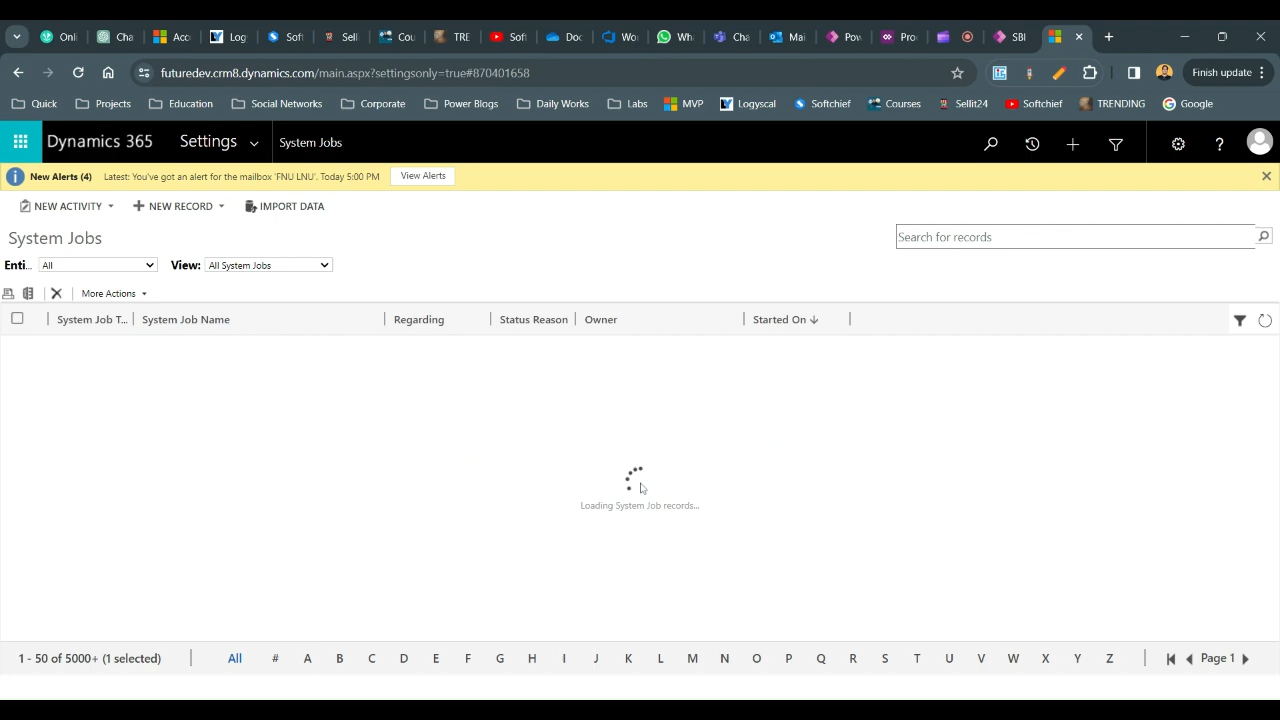 Onli
Cha
Acc
Log
Soft
Selli
Cou
TRE
Soft
Doc
Wo
Wha
Cha
Mai
Pow
Pro
SBI
futuredev.crm8.dynamics.com/main.aspx?settingsonly=true#870401658
Finish update
Quick
Projects
Education
Social Networks
Corporate
Power Blogs
Daily Works
Labs
MVP
Logyscal
Softchief
Courses
Sellit24
Softchief
TRENDING
Google
Dynamics 365
Settings
System Jobs
New Alerts (4) Latest: You've got an alert for the mailbox 'FNU LNU'. Today 5:00 PM
View Alerts
NEW ACTIVITY
NEW RECORD
IMPORT DATA
System Jobs
Search for records
Enti...
All
View:
All System Jobs
More Actions
System Job T...
System Job Name
Regarding
Status Reason
Owner
Started On
Loading System Job records...
1 - 50 of 5000+ (1 selected)
All # A B C D E F G H I J K L M N O P Q R S T U V W X Y Z
Page 1